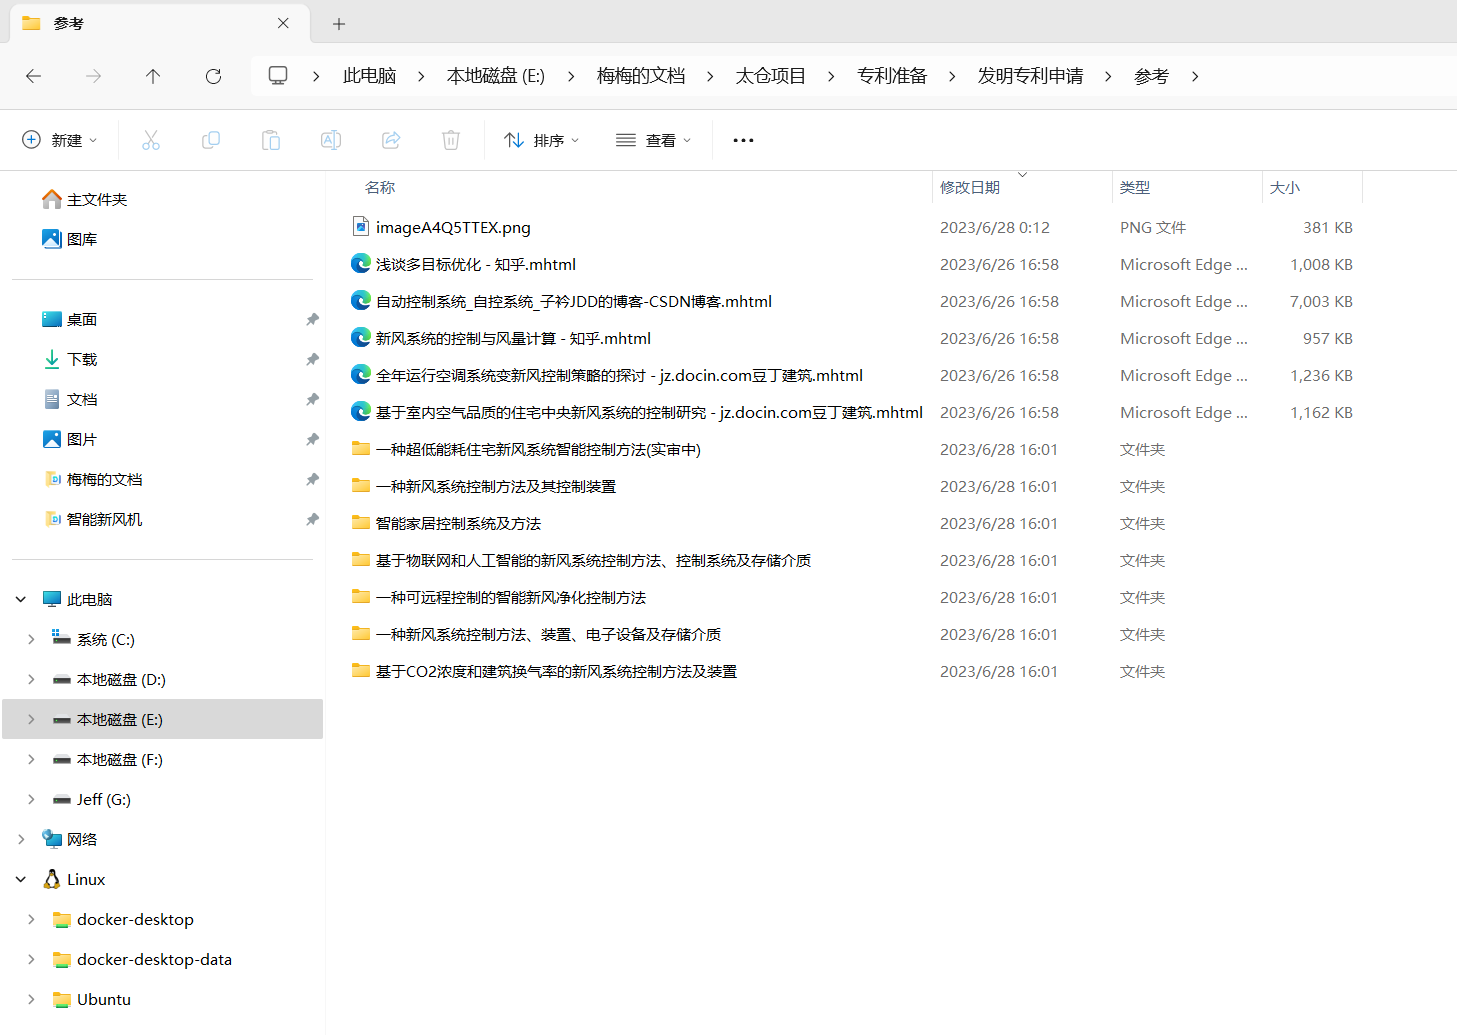 参考
此电脑 本地磁盘 (E:) 梅梅的文档 太仓项目 专利准备 发明专利申请 参考
新建 排序 查看
主文件夹
图库
桌面
下载
文档
图片
梅梅的文档
智能新风机
此电脑
系统 (C:)
本地磁盘 (D:)
本地磁盘 (E:)
本地磁盘 (F:)
Jeff (G:)
网络
Linux
docker-desktop
docker-desktop-data
Ubuntu
名称 修改日期 类型 大小
imageA4Q5TTEX.png 2023/6/28 0:12 PNG 文件 381 KB
浅谈多目标优化 - 知乎.mhtml 2023/6/26 16:58 Microsoft Edge ... 1,008 KB
自动控制系统_自控系统_子衿JDD的博客-CSDN博客.mhtml 2023/6/26 16:58 Microsoft Edge ... 7,003 KB
新风系统的控制与风量计算 - 知乎.mhtml 2023/6/26 16:58 Microsoft Edge ... 957 KB
全年运行空调系统变新风控制策略的探讨 - jz.docin.com豆丁建筑.mhtml 2023/6/26 16:58 Microsoft Edge ... 1,236 KB
基于室内空气品质的住宅中央新风系统的控制研究 - jz.docin.com豆丁建筑.mhtml 2023/6/26 16:58 Microsoft Edge ... 1,162 KB
一种超低能耗住宅新风系统智能控制方法(实审中) 2023/6/28 16:01 文件夹
一种新风系统控制方法及其控制装置 2023/6/28 16:01 文件夹
智能家居控制系统及方法 2023/6/28 16:01 文件夹
基于物联网和人工智能的新风系统控制方法、控制系统及存储介质 2023/6/28 16:01 文件夹
一种可远程控制的智能新风净化控制方法 2023/6/28 16:01 文件夹
一种新风系统控制方法、装置、电子设备及存储介质 2023/6/28 16:01 文件夹
基于CO2浓度和建筑换气率的新风系统控制方法及装置 2023/6/28 16:01 文件夹